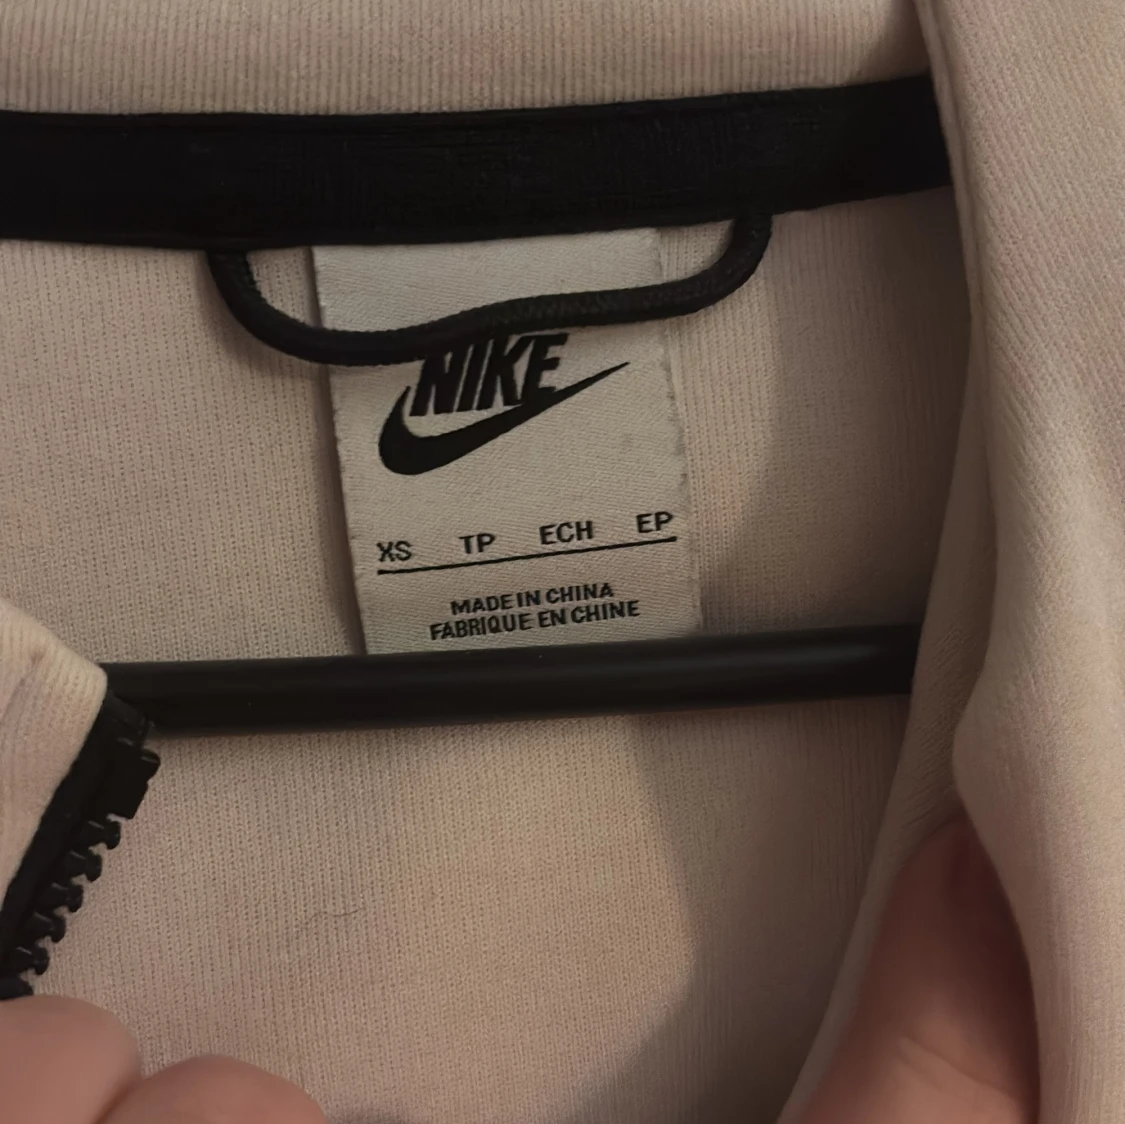 NIKE
XS TP ECH EP
MADE IN CHINA
FABRIQUE EN CHINE